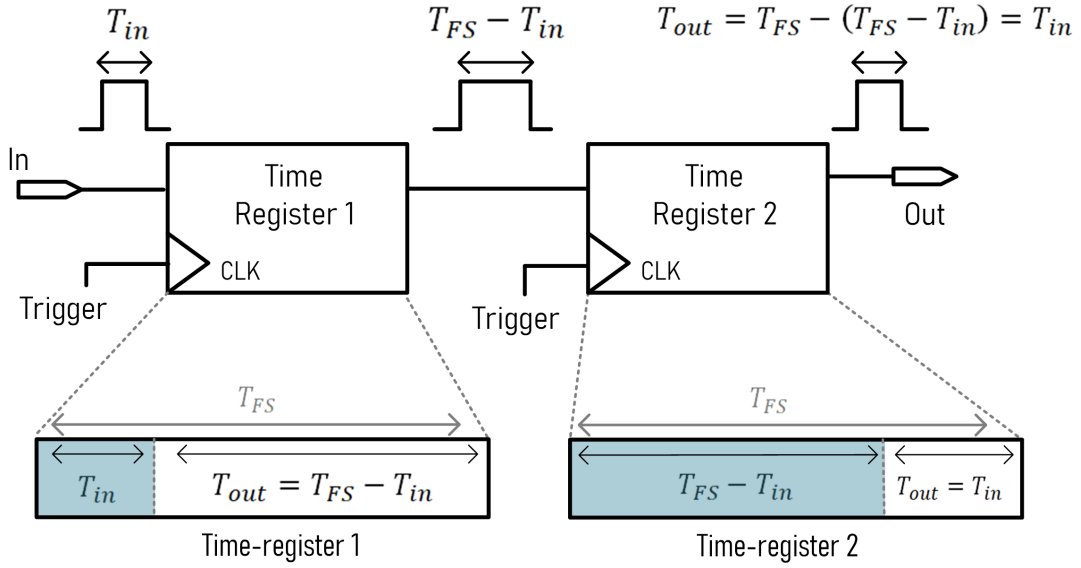 T_in
T_FS − T_in
T_out = T_FS − (T_FS − T_in) = T_in
In
Time
Register 1
CLK
Trigger
Time
Register 2
CLK
Trigger
Out
T_FS
T_in
T_out = T_FS − T_in
Time-register 1
T_FS
T_FS − T_in
T_out = T_in
Time-register 2